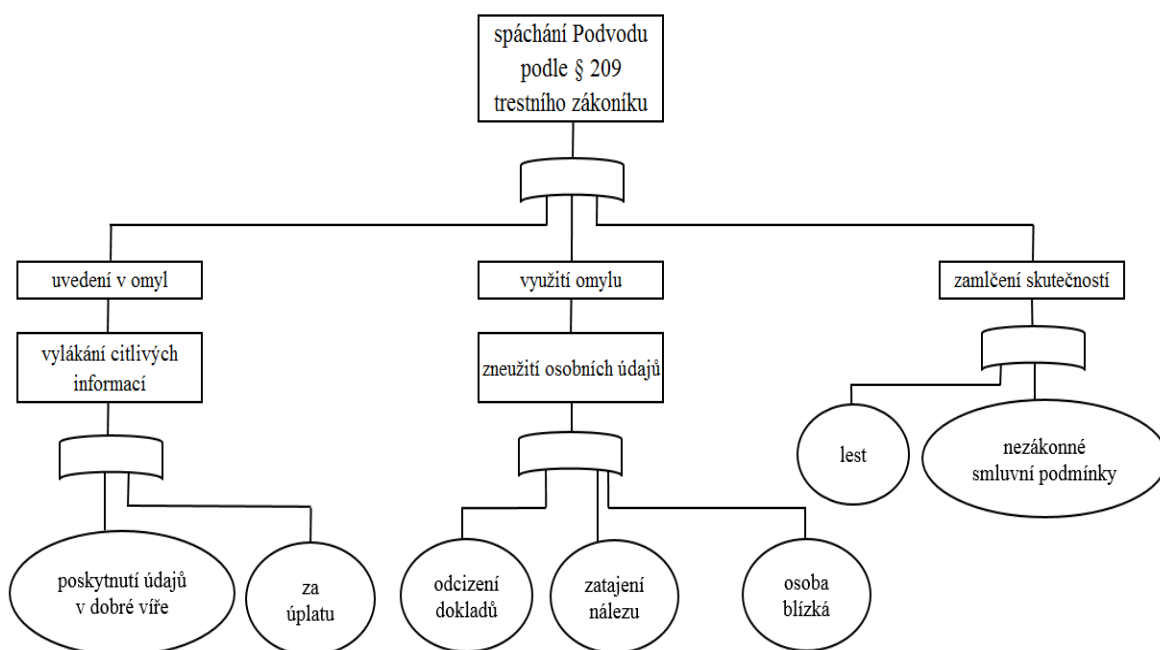 spáchání Podvodu
podle § 209
trestního zákoníku
uvedení v omyl
využití omylu
zamlčení skutečností
vylákání citlivých
informací
zneužití osobních údajů
lest
nezákonné
smluvní podmínky
poskytnutí údajů
v dobré víře
za
úplatu
odcizení
dokladů
zatajení
nálezu
osoba
blízká